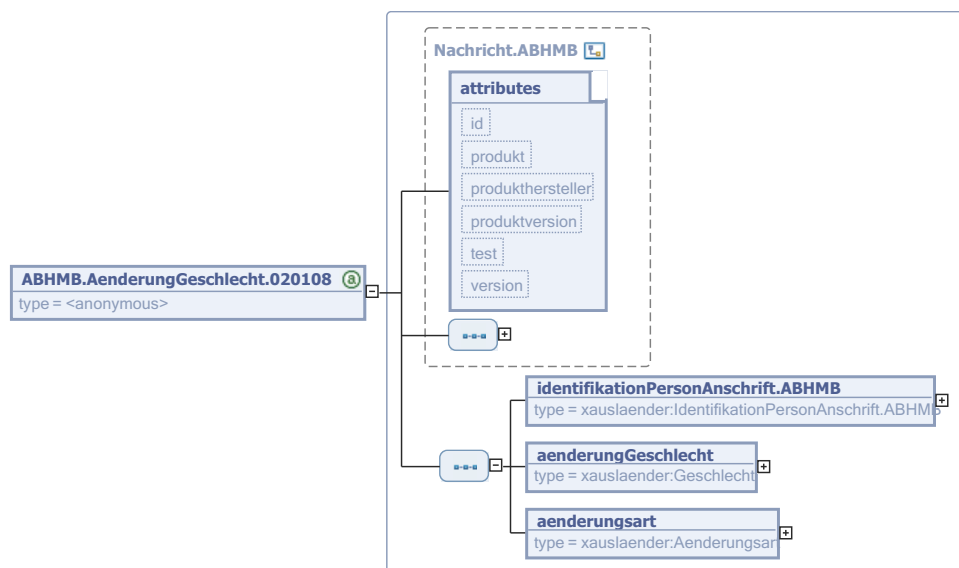 Nachricht.ABHMB
attributes
id
produkt
produkthersteller
produktversion
test
version
ABHMB.AenderungGeschlecht.020108 a
type = <anonymous>
identifikationPersonAnschrift.ABHMB
type = xauslaender:IdentifikationPersonAnschrift.ABHMB
aenderungGeschlecht
type = xauslaender:Geschlecht
aenderungsart
type = xauslaender:Aenderungsart